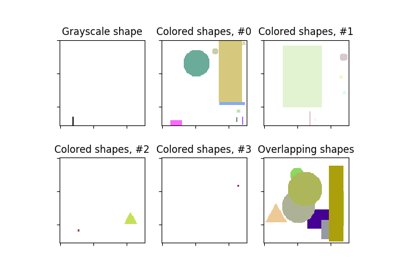 Grayscale shape
Colored shapes, #0
Colored shapes, #1
Colored shapes, #2
Colored shapes, #3
Overlapping shapes